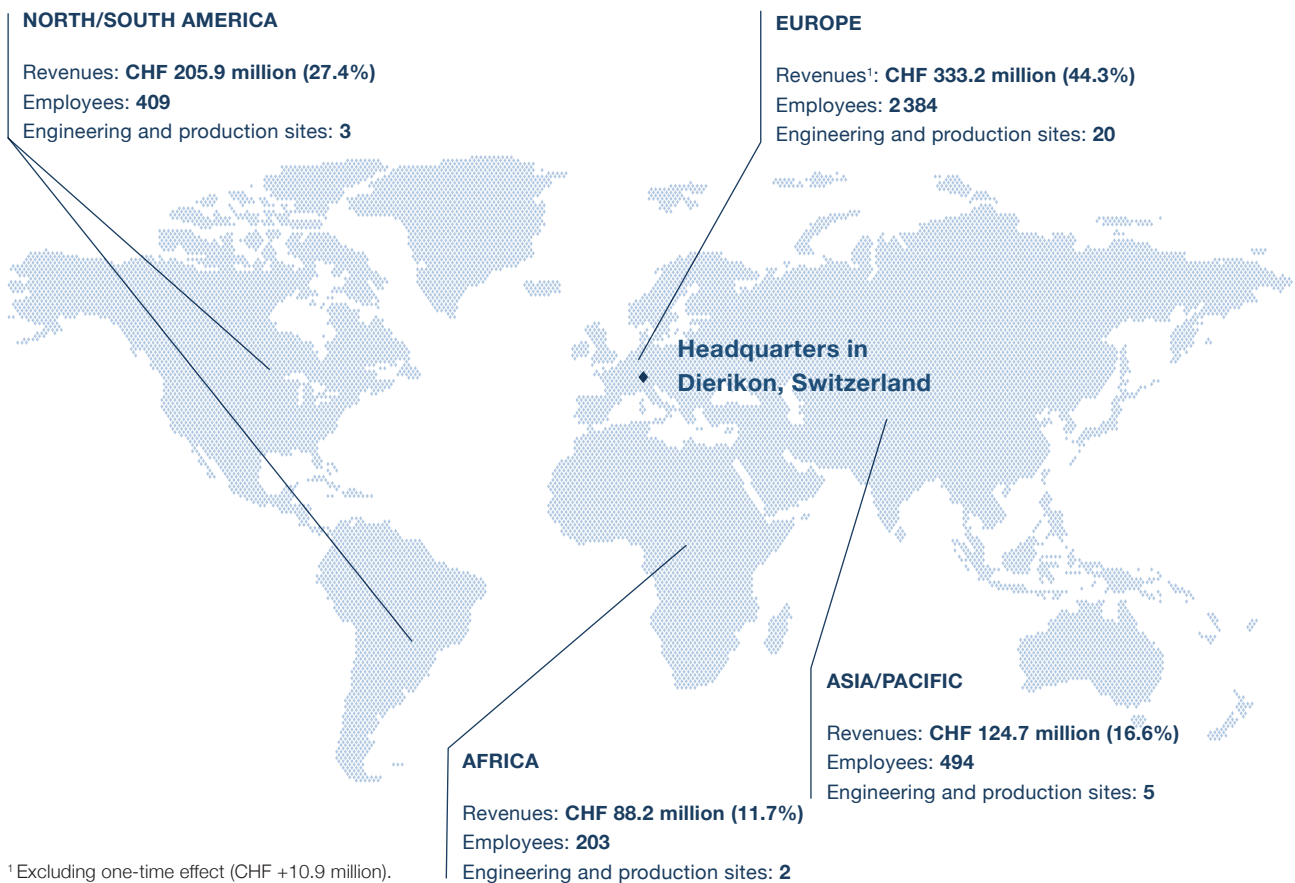 NORTH/SOUTH AMERICA
Revenues: CHF 205.9 million (27.4%)
Employees: 409
Engineering and production sites: 3
EUROPE
Revenues¹: CHF 333.2 million (44.3%)
Employees: 2 384
Engineering and production sites: 20
Headquarters in
Dierikon, Switzerland
ASIA/PACIFIC
Revenues: CHF 124.7 million (16.6%)
Employees: 494
Engineering and production sites: 5
AFRICA
Revenues: CHF 88.2 million (11.7%)
Employees: 203
Engineering and production sites: 2
¹ Excluding one-time effect (CHF +10.9 million).